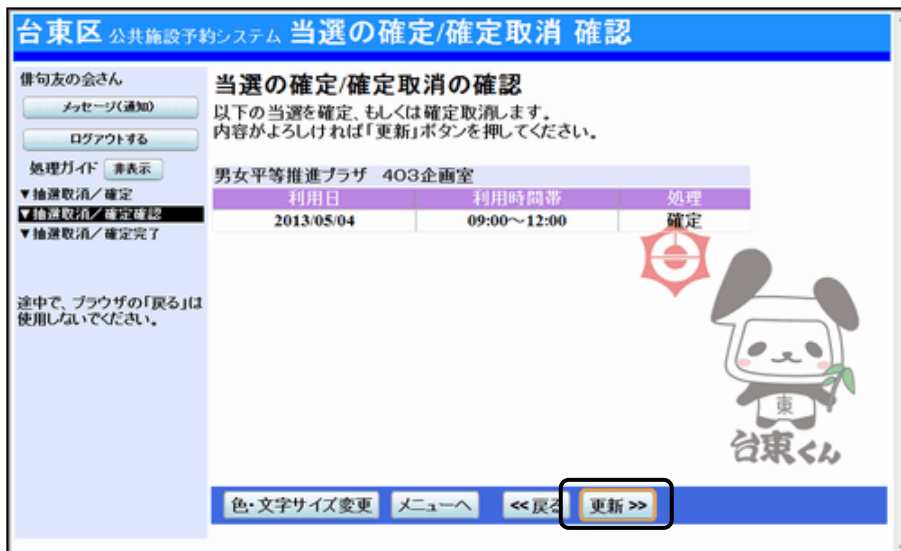 台東区 公共施設予約システム 当選の確定/確定取消 確認
俳句友の会さん
メッセージ(通知)
ログアウトする
処理ガイド 非表示
▼抽選取消/確定
▼抽選取消/確定確認
▼抽選取消/確定完了
途中で、ブラウザの「戻る」は
使用しないでください。
当選の確定/確定取消の確認
以下の当選を確定、もしくは確定取消します。
内容がよろしければ「更新」ボタンを押してください。
男女平等推進プラザ 403企画室
利用日 利用時間帯 処理
2013/05/04 09:00～12:00 確定
東
台東くん
色・文字サイズ変更 メニューへ <<戻る 更新>>